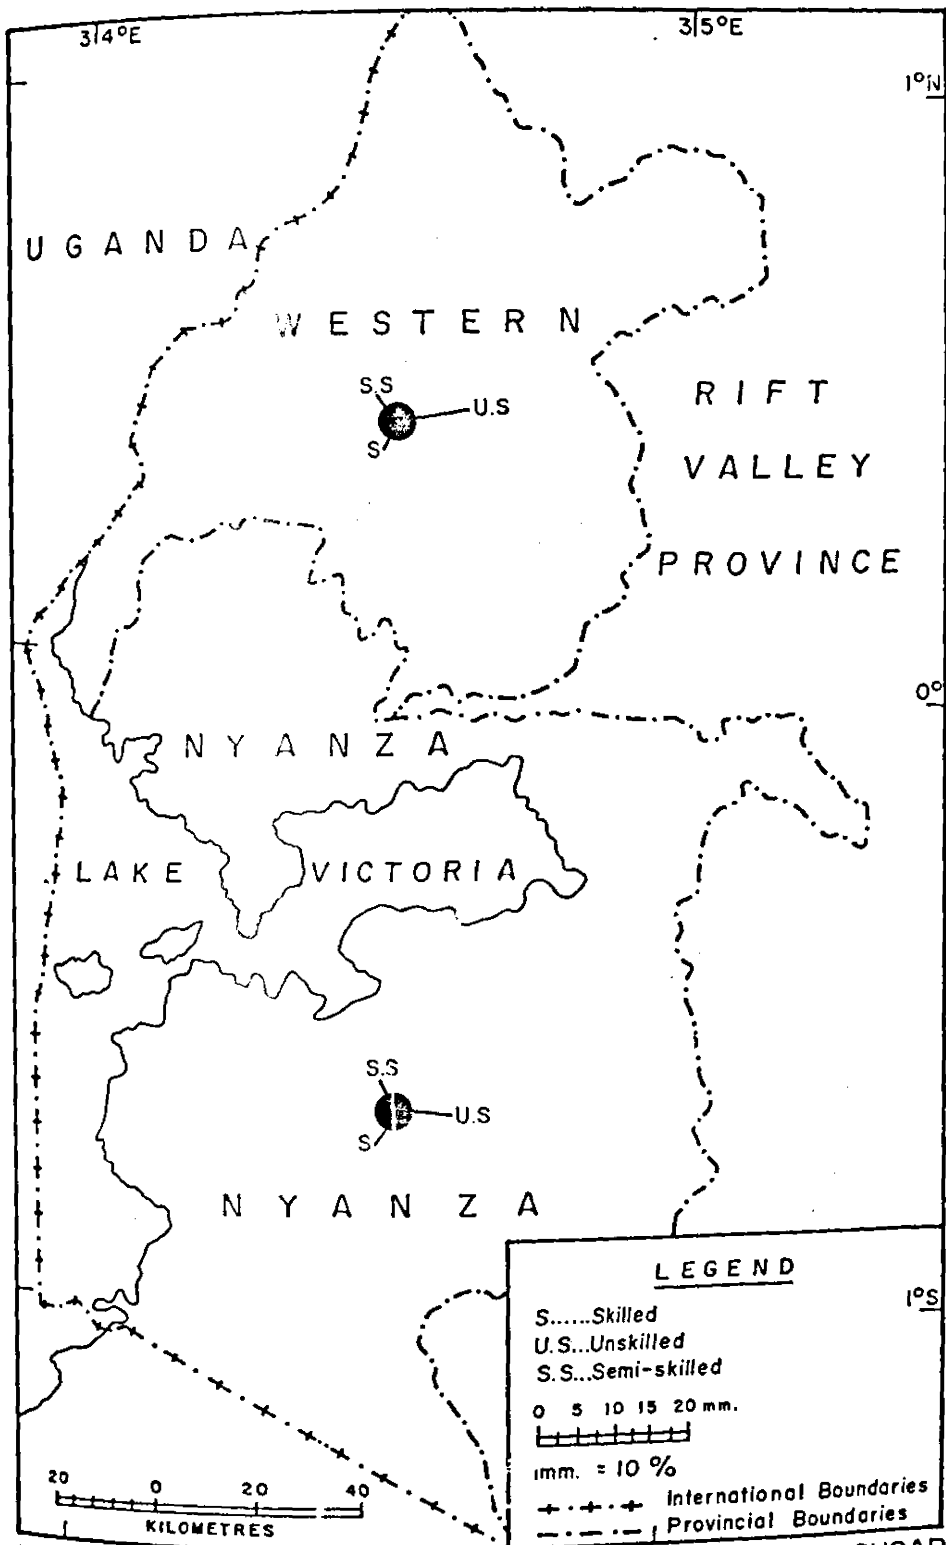 34°E 35°E
1°N
UGANDA
WESTERN
S.S
U.S
S
RIFT
VALLEY
PROVINCE
0°
NYANZA
LAKE VICTORIA
S.S
U.S
S
NYANZA
LEGEND
1°S
S......Skilled
U.S...Unskilled
S.S...Semi-skilled
0 5 10 15 20 mm.
1mm. = 10 %
International Boundaries
Provincial Boundaries
20 0 20 40
KILOMETRES